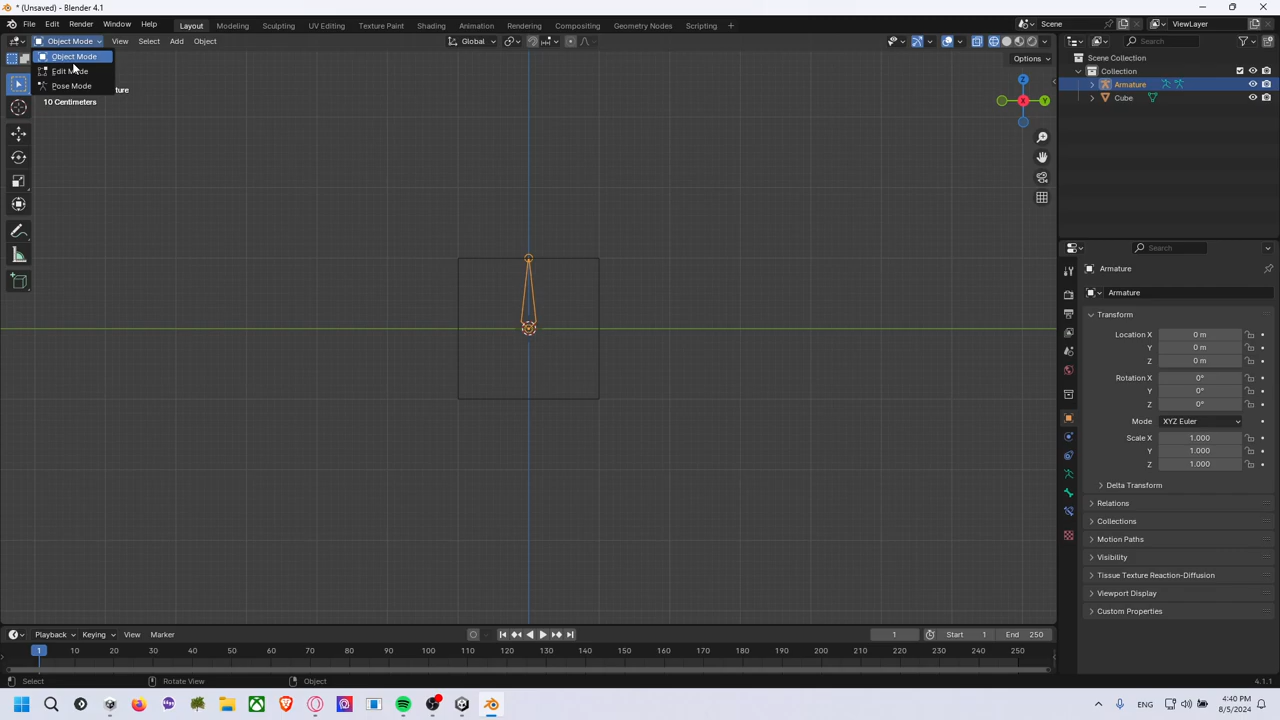 * (Unsaved) - Blender 4.1
File Edit Render Window Help
Layout Modeling Sculpting UV Editing Texture Paint Shading Animation Rendering Compositing Geometry Nodes Scripting +
Scene
ViewLayer
Object Mode View Select Add Object
Global
Search
Object Mode
Edit Mode
Pose Mode
10 Centimeters
Options
Z
X
Y
Scene Collection
Collection
Armature
Cube
Search
Armature
Armature
Transform
Location X 0 m
Y 0 m
Z 0 m
Rotation X 0°
Y 0°
Z 0°
Mode XYZ Euler
Scale X 1.000
Y 1.000
Z 1.000
Delta Transform
Relations
Collections
Motion Paths
Visibility
Tissue Texture Reaction-Diffusion
Viewport Display
Custom Properties
Playback Keying View Marker
1 Start 1 End 250
1 10 20 30 40 50 60 70 80 90 100 110 120 130 140 150 160 170 180 190 200 210 220 230 240 250
Select Rotate View Object 4.1.1
4:40 PM
8/5/2024